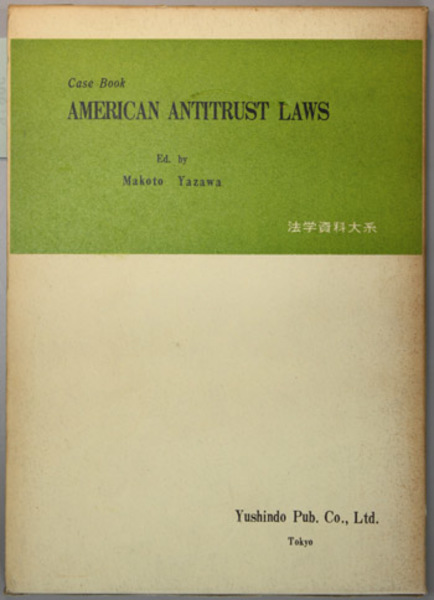 Case Book
AMERICAN ANTITRUST LAWS
Ed. by
Makoto Yazawa
法学資料大系
Yushindo Pub. Co., Ltd.
Tokyo